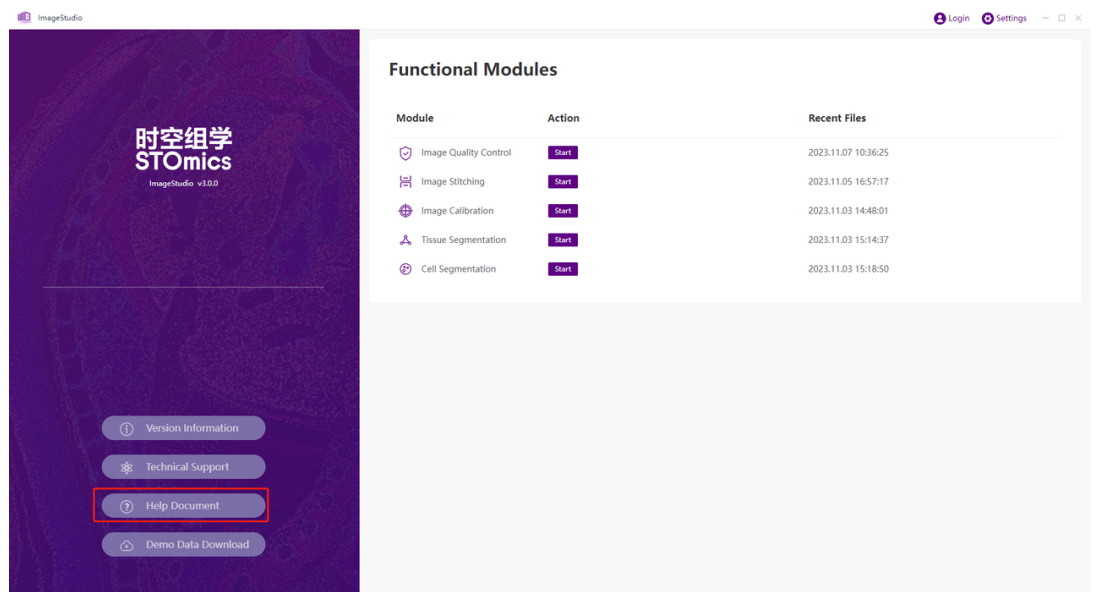 ImageStudio
Login Settings
时空组学
STOmics
ImageStudio v3.0.0
Version Information
Technical Support
Help Document
Demo Data Download
Functional Modules
Module Action Recent Files
Image Quality Control Start 2023.11.07 10:36:25
Image Stitching Start 2023.11.05 16:57:17
Image Calibration Start 2023.11.03 14:48:01
Tissue Segmentation Start 2023.11.03 15:14:37
Cell Segmentation Start 2023.11.03 15:18:50